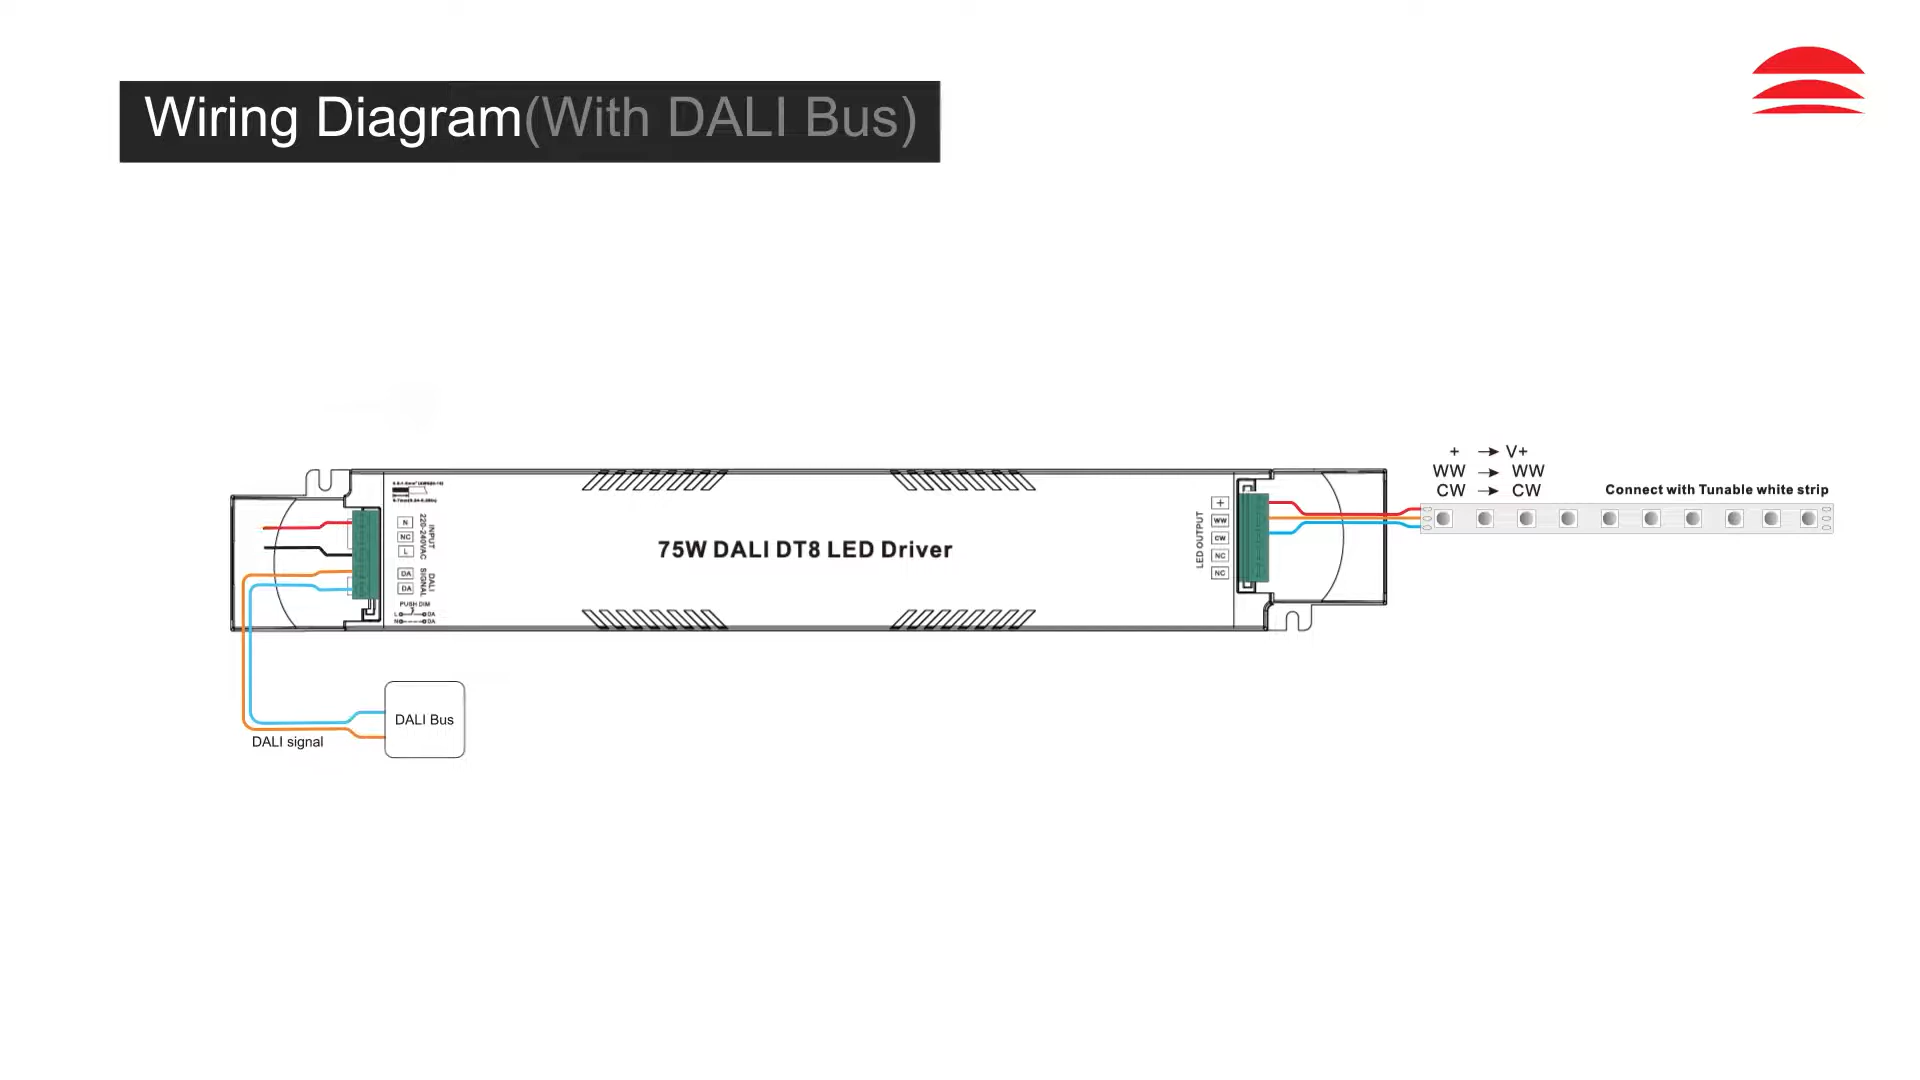 Wiring Diagram(With DALI Bus)
+ → V+
WW → WW
CW → CW
Connect with Tunable white strip
N
NC
L
INPUT
220-240VAC
DA
DA
DALI
SIGNAL
PUSH DIM
L DA
N DA
75W DALI DT8 LED Driver
LED OUTPUT
+
WW
CW
NC
NC
DALI Bus
DALI signal